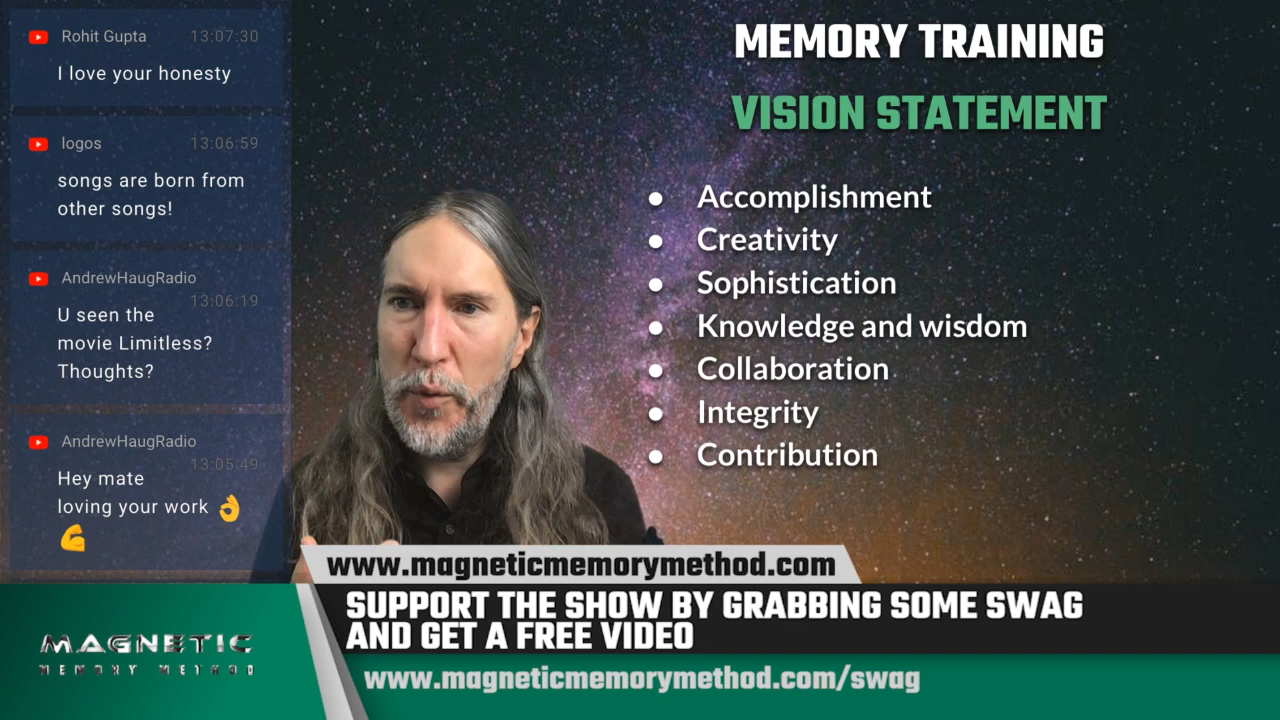 Rohit Gupta 13:07:30
I love your honesty
logos 13:06:59
songs are born from
other songs!
AndrewHaugRadio
13:06:19
U seen the
movie Limitless?
Thoughts?
AndrewHaugRadio
13:05:49
Hey mate
loving your work 👌
💪
MEMORY TRAINING
VISION STATEMENT
● Accomplishment
● Creativity
● Sophistication
● Knowledge and wisdom
● Collaboration
● Integrity
● Contribution
www.magneticmemorymethod.com
SUPPORT THE SHOW BY GRABBING SOME SWAG
AND GET A FREE VIDEO
www.magneticmemorymethod.com/swag
MAGNETIC
MEMORY METHOD